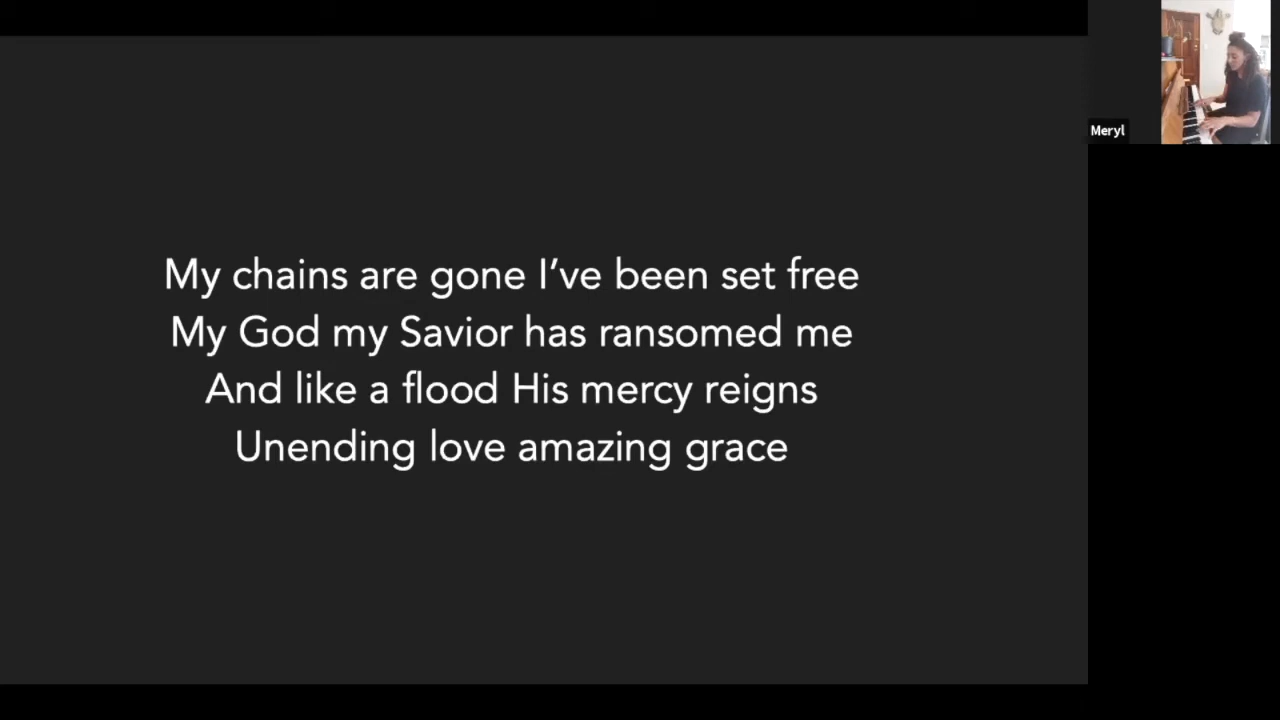 My chains are gone I’ve been set free
My God my Savior has ransomed me
And like a flood His mercy reigns
Unending love amazing grace
Meryl